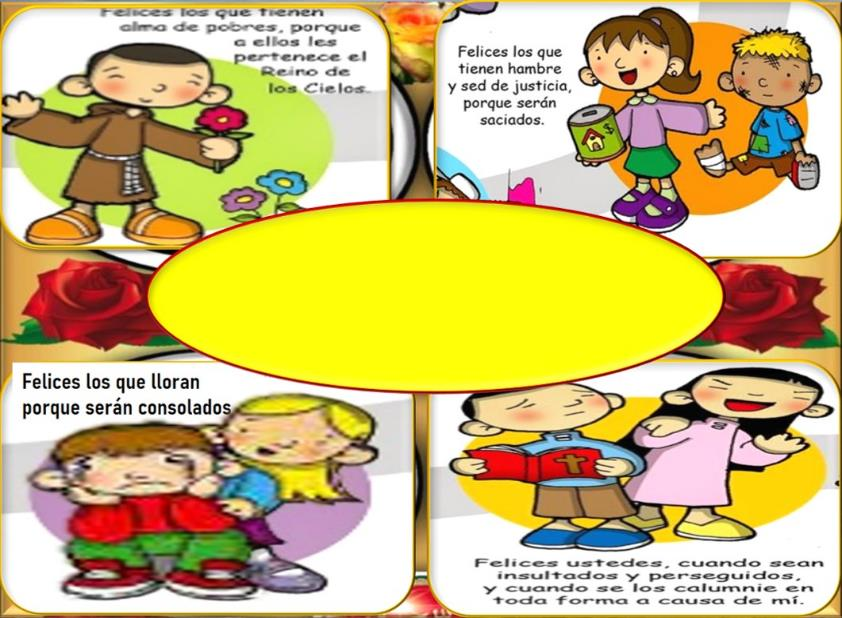 Felices los que tienen
alma de pobres, porque
a ellos les
pertenece el
Reino de
los Cielos.
Felices los que
tienen hambre
y sed de justicia,
porque serán
saciados.
$
Felices los que lloran
porque serán consolados
Felices ustedes, cuando sean
insultados y perseguidos,
y cuando se los calumnie en
toda forma a causa de mí.